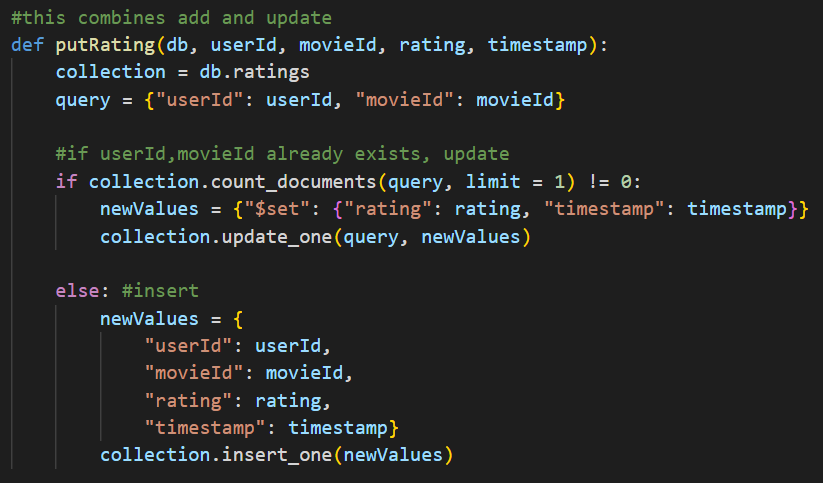 #this combines add and update
def putRating(db, userId, movieId, rating, timestamp):
    collection = db.ratings
    query = {"userId": userId, "movieId": movieId}
    #if userId,movieId already exists, update
    if collection.count_documents(query, limit = 1) != 0:
        newValues = {"$set": {"rating": rating, "timestamp": timestamp}}
        collection.update_one(query, newValues)
    else: #insert
        newValues = {
            "userId": userId,
            "movieId": movieId,
            "rating": rating,
            "timestamp": timestamp}
        collection.insert_one(newValues)